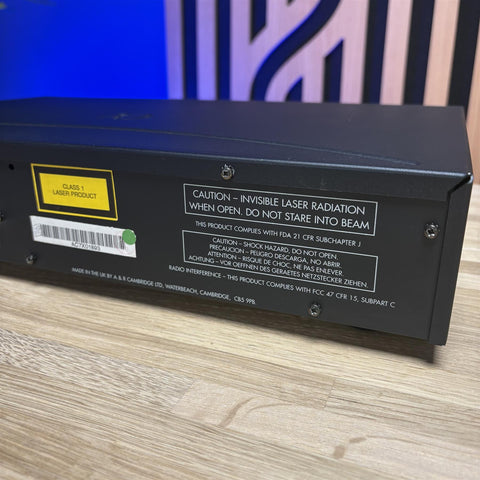 CLASS 1
LASER PRODUCT
CAUTION – INVISIBLE LASER RADIATION
WHEN OPEN. DO NOT STARE INTO BEAM
THIS PRODUCT COMPLIES WITH FDA 21 CFR SUBCHAPTER J
CAUTION – SHOCK HAZARD, DO NOT OPEN.
PRECAUCION – PELIGRO DESCARGA, NO ABRIR.
ATTENTION – RISQUE DE CHOC, NE PAS ENLEVER.
ACHTUNG – VOR OEFFNEN DES GERAETES NETZSTECKER ZIEHEN.
RADIO INTERFERENCE – THIS PRODUCT COMPLIES WITH FCC 47 CFR 15, SUBPART C
MADE IN THE UK BY A & R CAMBRIDGE LTD, WATERBEACH, CAMBRIDGE, CB5 9PB.